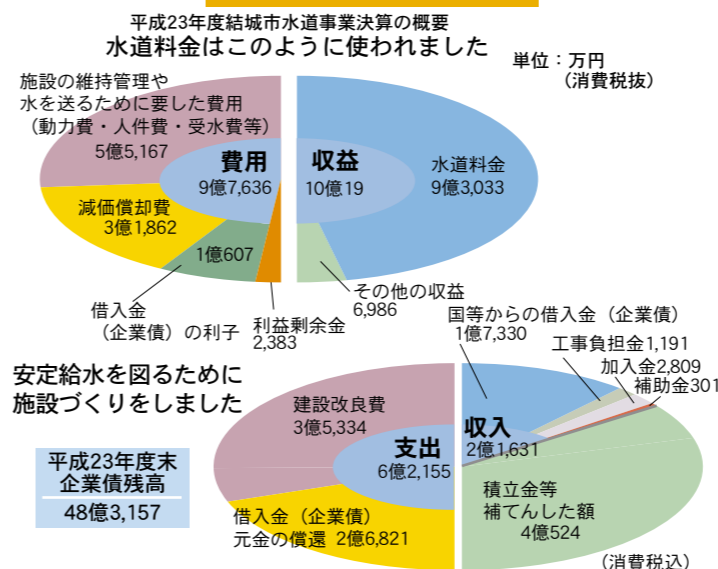 平成23年度結城市水道事業決算の概要
水道料金はこのように使われました
単位：万円
（消費税抜）
施設の維持管理や
水を送るために要した費用
（動力費・人件費・受水費等）
5億5,167
費用
9億7,636
収益
10億19
水道料金
9億3,033
減価償却費
3億1,862
1億607
借入金
（企業債）の利子
利益剰余金
2,383
その他の収益
6,986
安定給水を図るために
施設づくりをしました
国等からの借入金（企業債）
1億7,330
工事負担金1,191
加入金2,809
補助金301
建設改良費
3億5,334
支出
6億2,155
収入
2億1,631
平成23年度末
企業債残高
48億3,157
借入金（企業債）
元金の償還 2億6,821
積立金等
補てんした額
4億524
（消費税込）